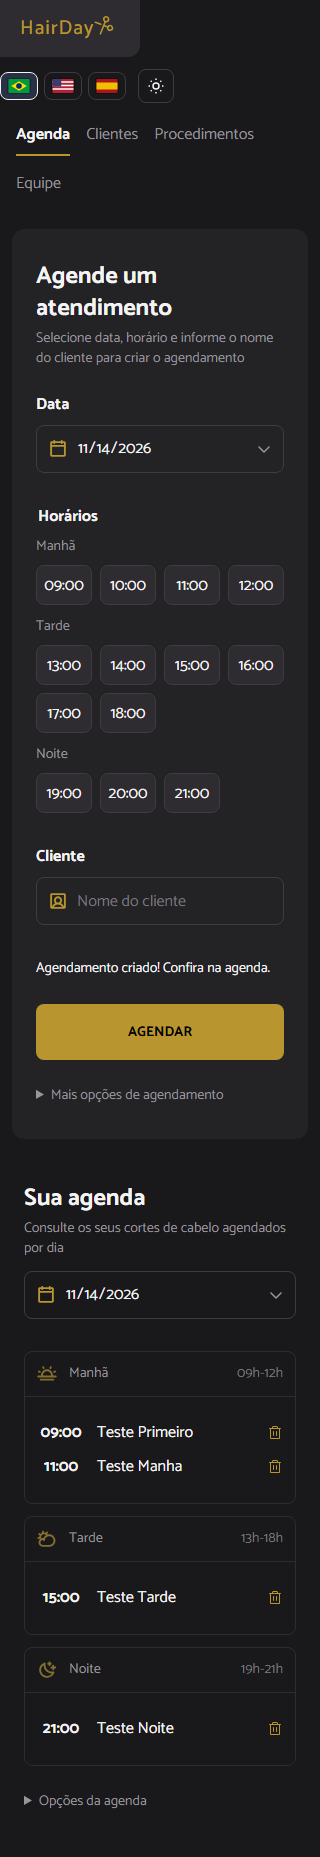 HairDay
Agenda Clientes Procedimentos
Equipe
Agende um
atendimento
Selecione data, horário e informe o nome
do cliente para criar o agendamento
Data
11/14/2026
Horários
Manhã
09:00 10:00 11:00 12:00
Tarde
13:00 14:00 15:00 16:00
17:00 18:00
Noite
19:00 20:00 21:00
Cliente
Nome do cliente
Agendamento criado! Confira na agenda.
AGENDAR
Mais opções de agendamento
Sua agenda
Consulte os seus cortes de cabelo agendados
por dia
11/14/2026
Manhã 09h-12h
09:00 Teste Primeiro
11:00 Teste Manha
Tarde 13h-18h
15:00 Teste Tarde
Noite 19h-21h
21:00 Teste Noite
Opções da agenda